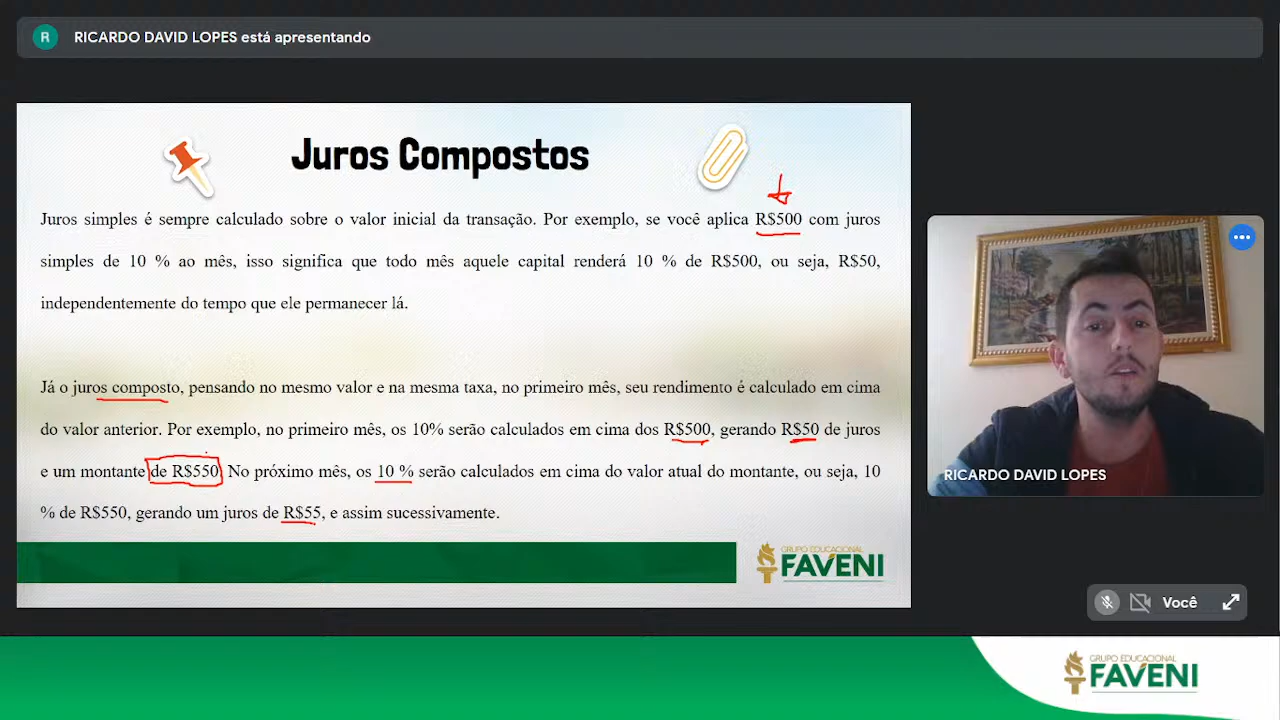 R RICARDO DAVID LOPES está apresentando
Juros Compostos
Juros simples é sempre calculado sobre o valor inicial da transação. Por exemplo, se você aplica R$500 com juros
simples de 10 % ao mês, isso significa que todo mês aquele capital renderá 10 % de R$500, ou seja, R$50,
independentemente do tempo que ele permanecer lá.
Já o juros composto, pensando no mesmo valor e na mesma taxa, no primeiro mês, seu rendimento é calculado em cima
do valor anterior. Por exemplo, no primeiro mês, os 10% serão calculados em cima dos R$500, gerando R$50 de juros
e um montante de R$550. No próximo mês, os 10 % serão calculados em cima do valor atual do montante, ou seja, 10
% de R$550, gerando um juros de R$55, e assim sucessivamente.
GRUPO EDUCACIONAL
FAVENI
RICARDO DAVID LOPES
Você
GRUPO EDUCACIONAL
FAVENI